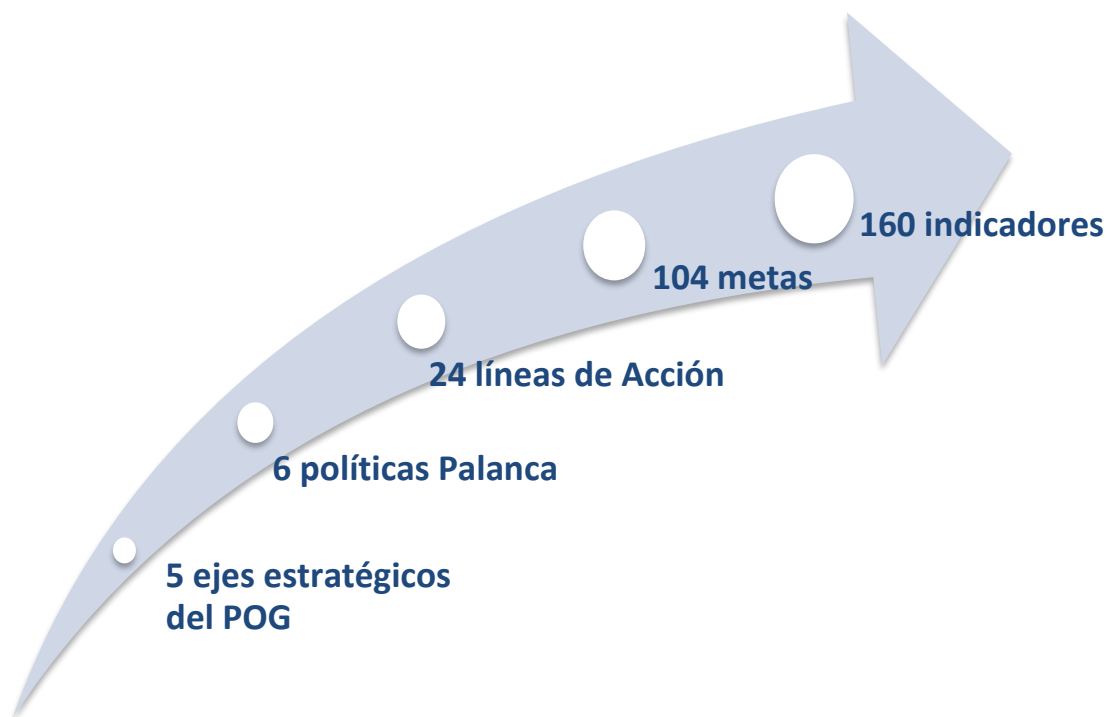 160 indicadores
104 metas
24 líneas de Acción
6 políticas Palanca
5 ejes estratégicos
del POG